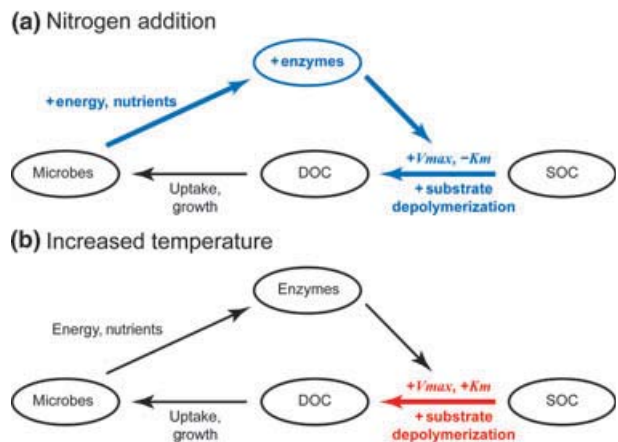 (a) Nitrogen addition
+enzymes
+energy, nutrients
Microbes
Uptake,
growth
DOC
+Vmax, −Km
+substrate
depolymerization
SOC
(b) Increased temperature
Enzymes
Energy, nutrients
Microbes
Uptake,
growth
DOC
+Vmax, +Km
+substrate
depolymerization
SOC